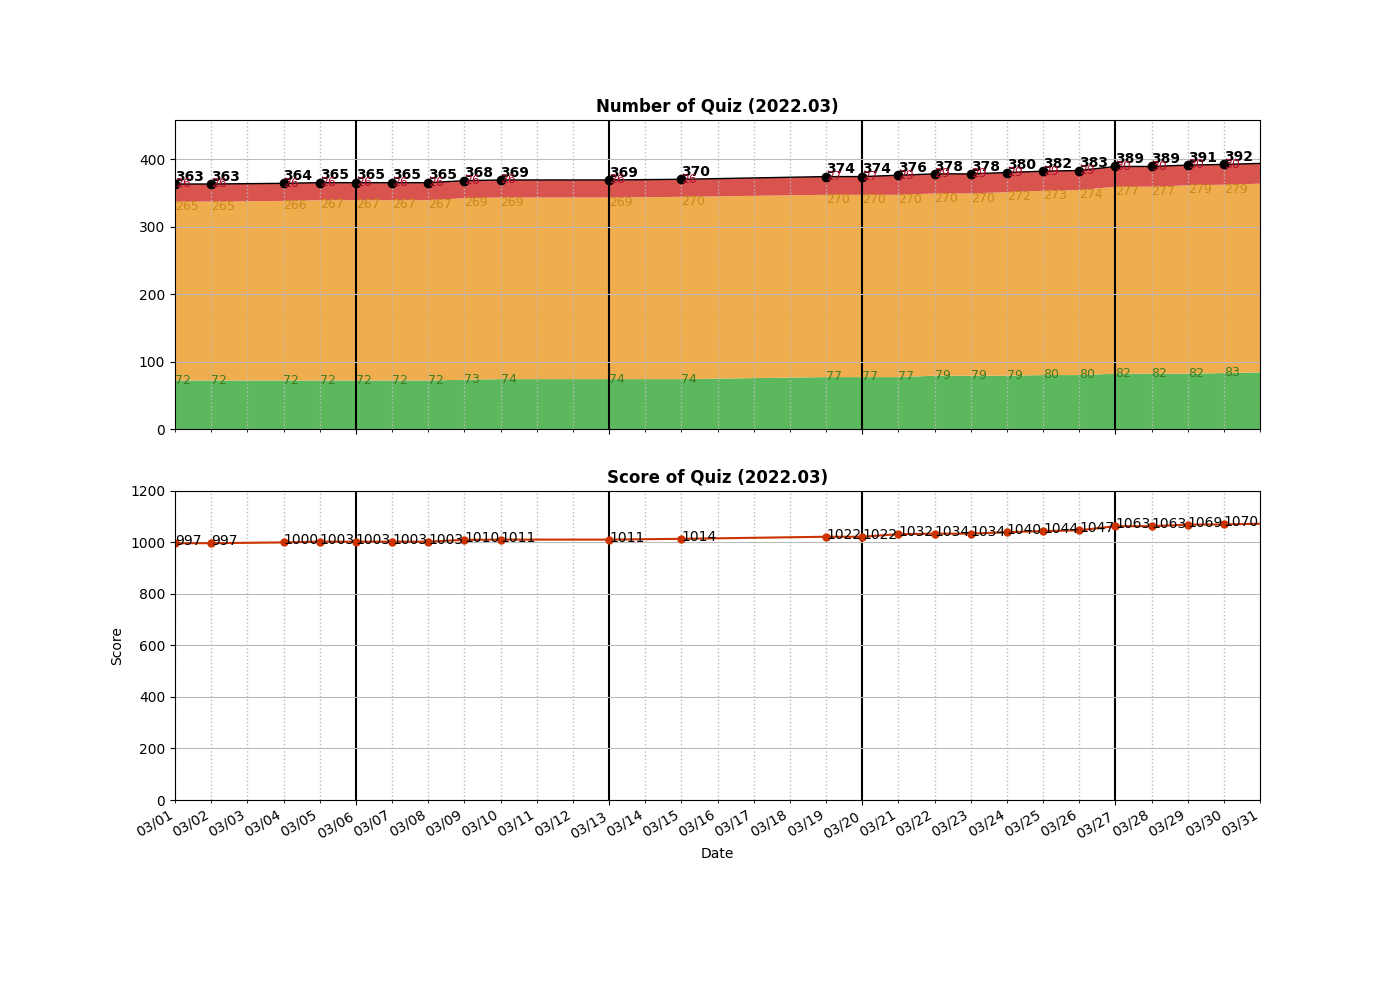 Number of Quiz (2022.03)
400
300
200
100
0
363 363 364 365 365 365 365 368 369 369 370 374 374 376 378 378 380 382 383 389 389 391 392
265 265 266 267 267 267 267 269 269 269 270 270 270 270 270 270 272 273 274 277 277 279 279
72 72 72 72 72 72 72 73 74 74 74 77 77 77 79 79 79 80 80 82 82 82 83
Score of Quiz (2022.03)
1200
1000
800
600
400
200
0
Score
997 997 1000 1003 1003 1003 1003 1010 1011 1011 1014 1022 1022 1032 1034 1034 1040 1044 1047 1063 1063 1069 1070
03/01 03/02 03/03 03/04 03/05 03/06 03/07 03/08 03/09 03/10 03/11 03/12 03/13 03/14 03/15 03/16 03/17 03/18 03/19 03/20 03/21 03/22 03/23 03/24 03/25 03/26 03/27 03/28 03/29 03/30 03/31
Date